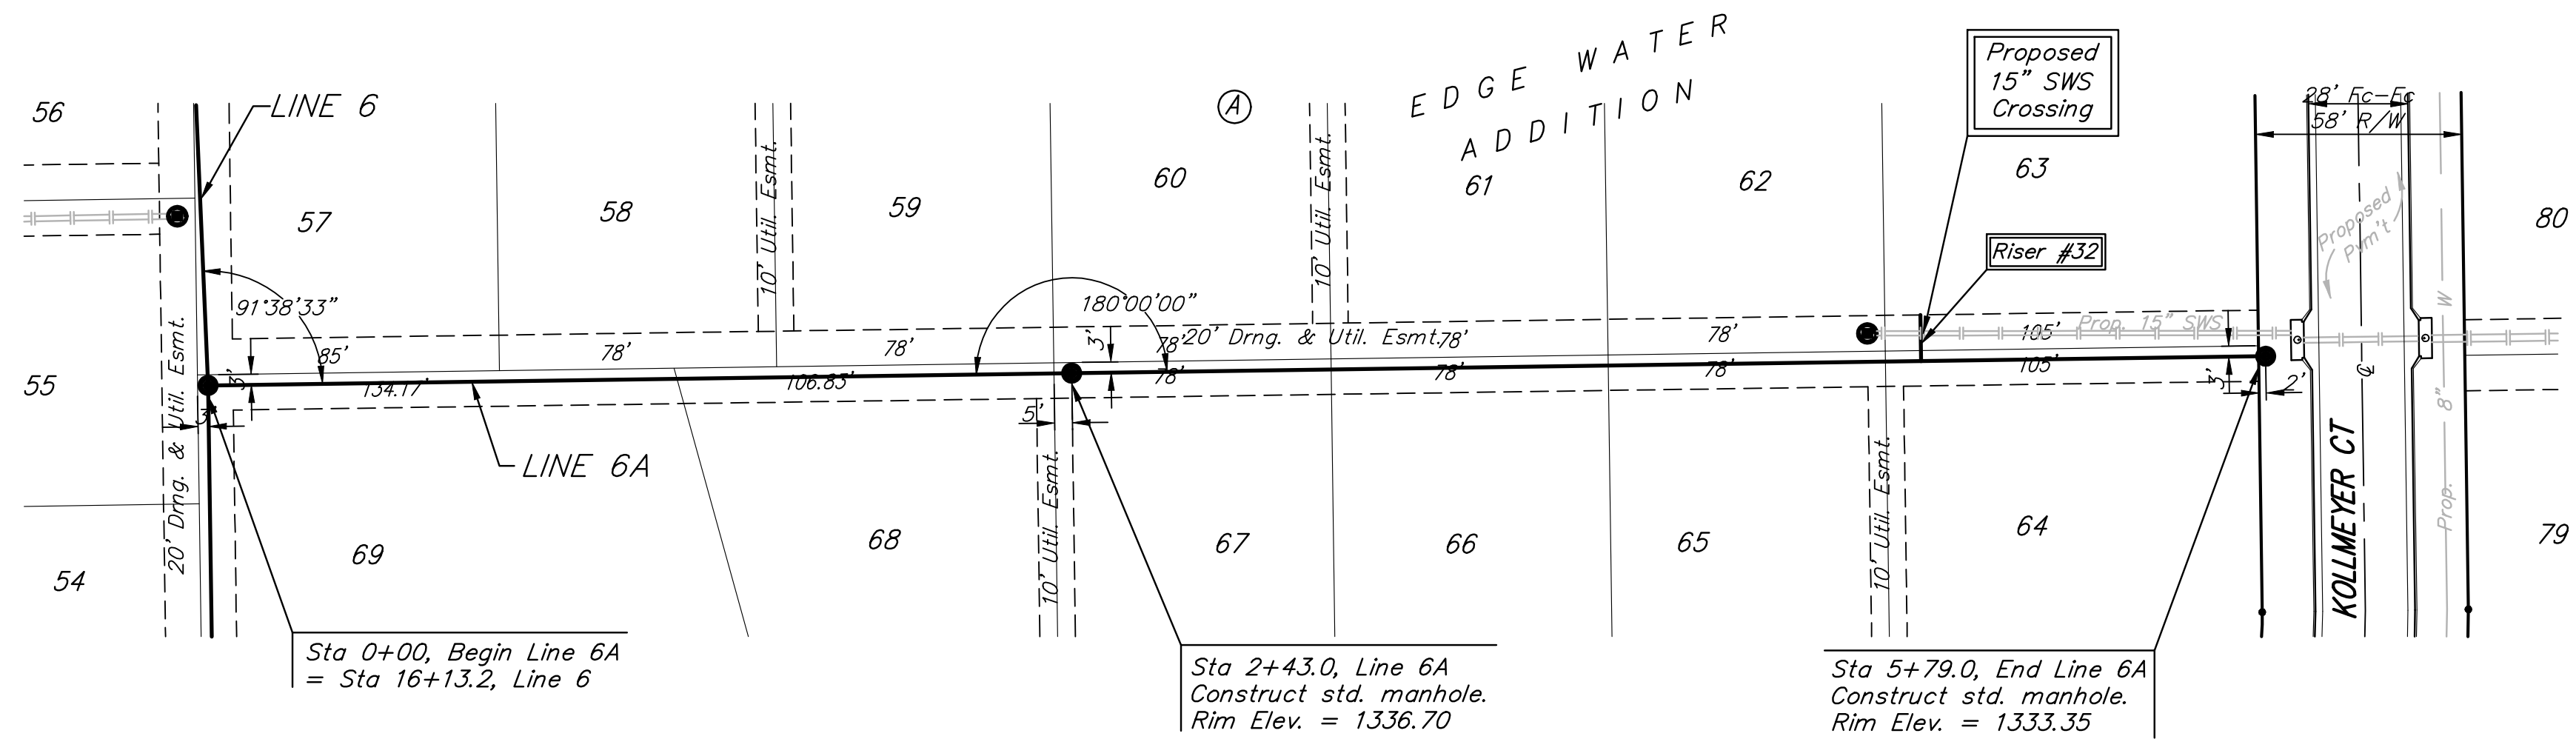 EDGE WATER
ADDITION
A
LINE 6
56
57
58
59
60
61
62
63
80
55
54
69
68
67
66
65
64
79
Proposed
15" SWS
Crossing
Riser #32
28' Fc-Fc
58' R/W
Proposed
Pvm't
10' Util. Esmt.
10' Util. Esmt.
91°38'33"
180°00'00"
20' Drng. & Util. Esmt.
Prop. 15" SWS
85'
78'
78'
78'
78'
78'
105'
134.17'
106.83'
78'
78'
78'
105'
3'
3'
3'
3'
5'
2'
LINE 6A
20' Drng. & Util. Esmt.
10' Util. Esmt.
10' Util. Esmt.
KOLLMEYER CT
℄
Prop. 8" W
Sta 0+00, Begin Line 6A
= Sta 16+13.2, Line 6
Sta 2+43.0, Line 6A
Construct std. manhole.
Rim Elev. = 1336.70
Sta 5+79.0, End Line 6A
Construct std. manhole.
Rim Elev. = 1333.35